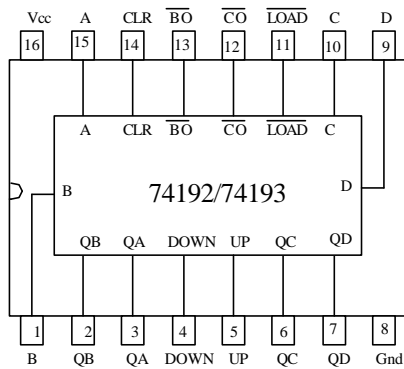 Vcc A CLR BO CO LOAD C D
16 15 14 13 12 11 10 9
A CLR BO CO LOAD C
B 74192/74193 D
QB QA DOWN UP QC QD
1 2 3 4 5 6 7 8
B QB QA DOWN UP QC QD Gnd